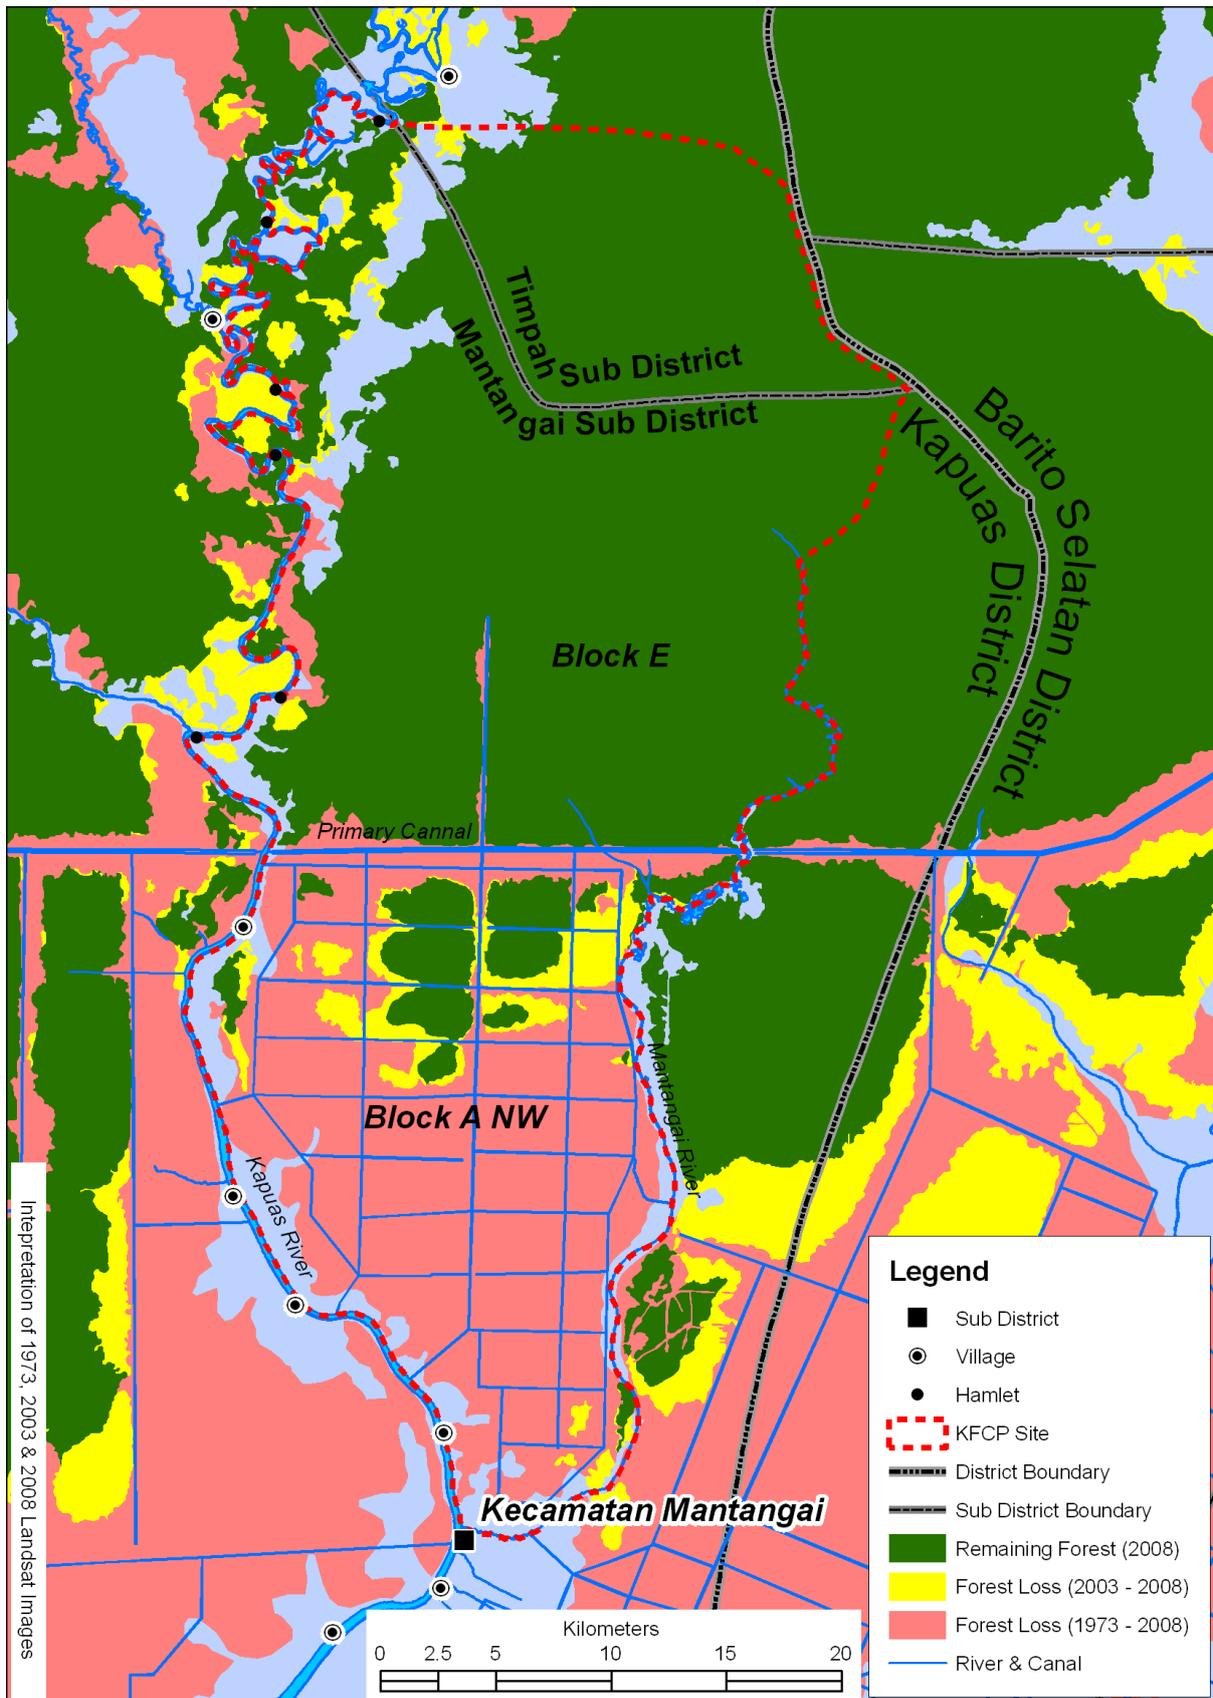 Timpah Sub District
Mantangai Sub District
Barito Selatan District
Kapuas District
Block E
Primary Cannal
Block A NW
Mantangai River
Kapuas River
Kecamatan Mantangai
Intepretation of 1973, 2003 & 2008 Landsat Images
Kilometers
0 2.5 5 10 15 20
Legend
Sub District
Village
Hamlet
KFCP Site
District Boundary
Sub District Boundary
Remaining Forest (2008)
Forest Loss (2003 - 2008)
Forest Loss (1973 - 2008)
River & Canal